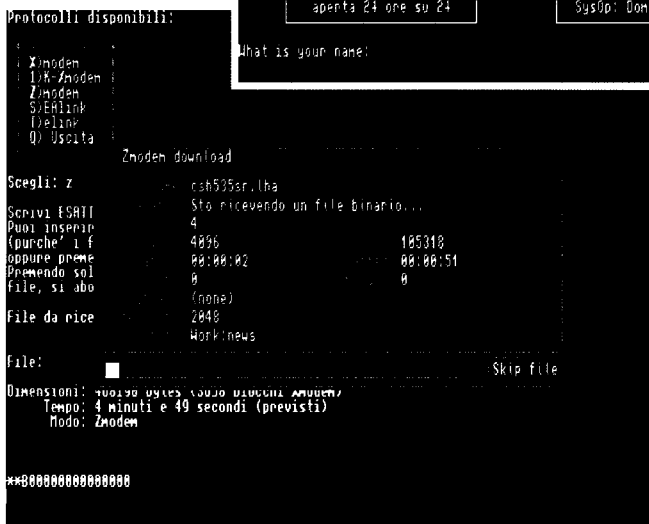 Protocolli disponibili:
aperta 24 ore su 24
SysOp: Dom
What is your name:
X)modem
1)K-Xmodem
Z)modem
S)EAlink
T)elink
Q) Uscita
Zmodem download
Scegli: z
csh535sr.lha
Sto ricevendo un file binario...
Scrivi ESATT
4
Puoi inserir
(purche' i f
4096
105318
oppure preme
00:00:02
00:00:51
Premendo sol
0
0
file, si abo
(none)
File da rice
2048
Work:news
File:
Skip file
Dimensioni: bytes
Tempo: 4 minuti e 49 secondi (previsti)
Modo: Zmodem